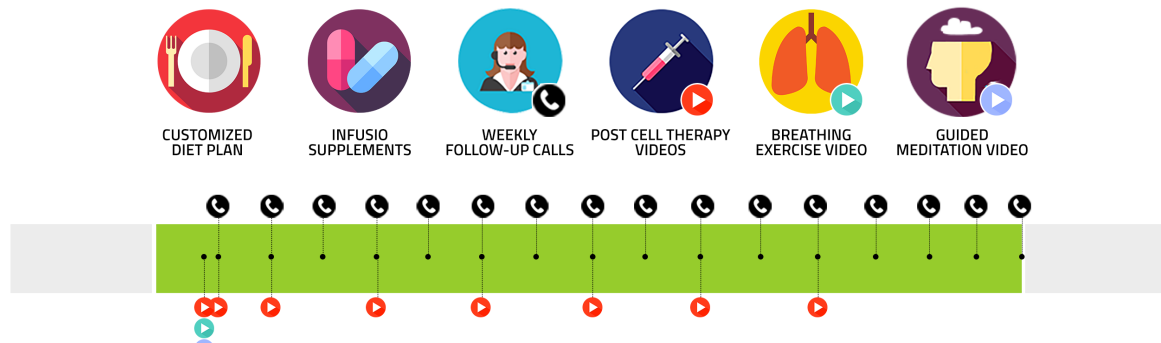 CUSTOMIZED
DIET PLAN
INFUSIO
SUPPLEMENTS
WEEKLY
FOLLOW-UP CALLS
POST CELL THERAPY
VIDEOS
BREATHING
EXERCISE VIDEO
GUIDED
MEDITATION VIDEO